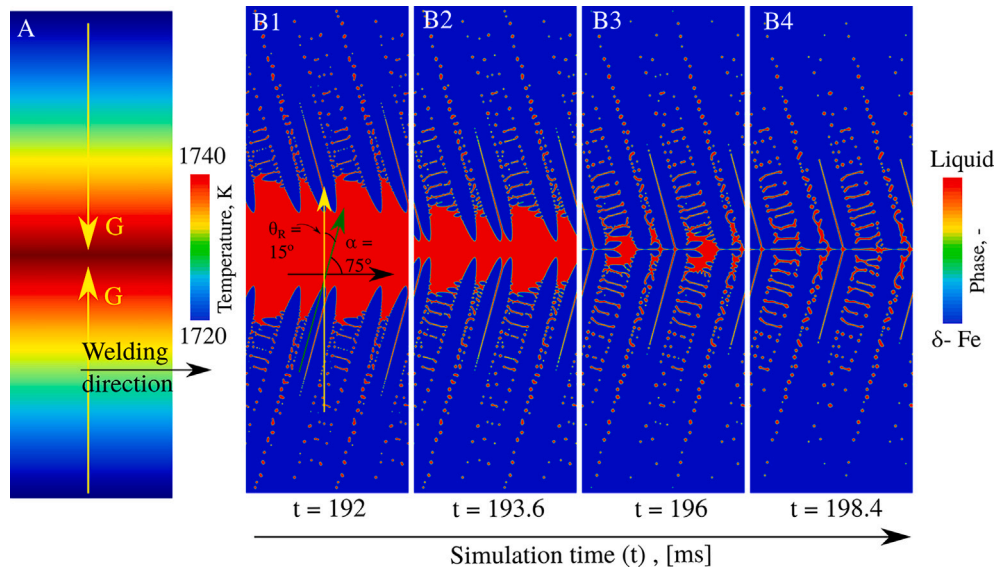 A
G
G
Welding
direction
1740
Temperature, K
1720
B1
θR =
15º
α =
75°
B2
B3
B4
Liquid
Phase, -
δ- Fe
t = 192
t = 193.6
t = 196
t = 198.4
Simulation time (t) , [ms]